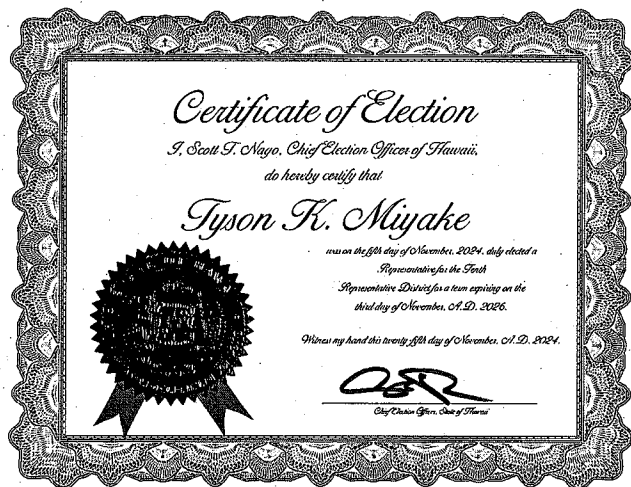 Certificate of Election
I, Scott T. Nago, Chief Election Officer of Hawaii,
do hereby certify that
Tyson K. Miyake
was on the fifth day of November, 2024, duly elected a
Representative for the Tenth
Representative District for a term expiring on the
third day of November, A.D. 2026.
Witness my hand this twenty-fifth day of November, A.D. 2024.
Chief Election Officer, State of Hawaii